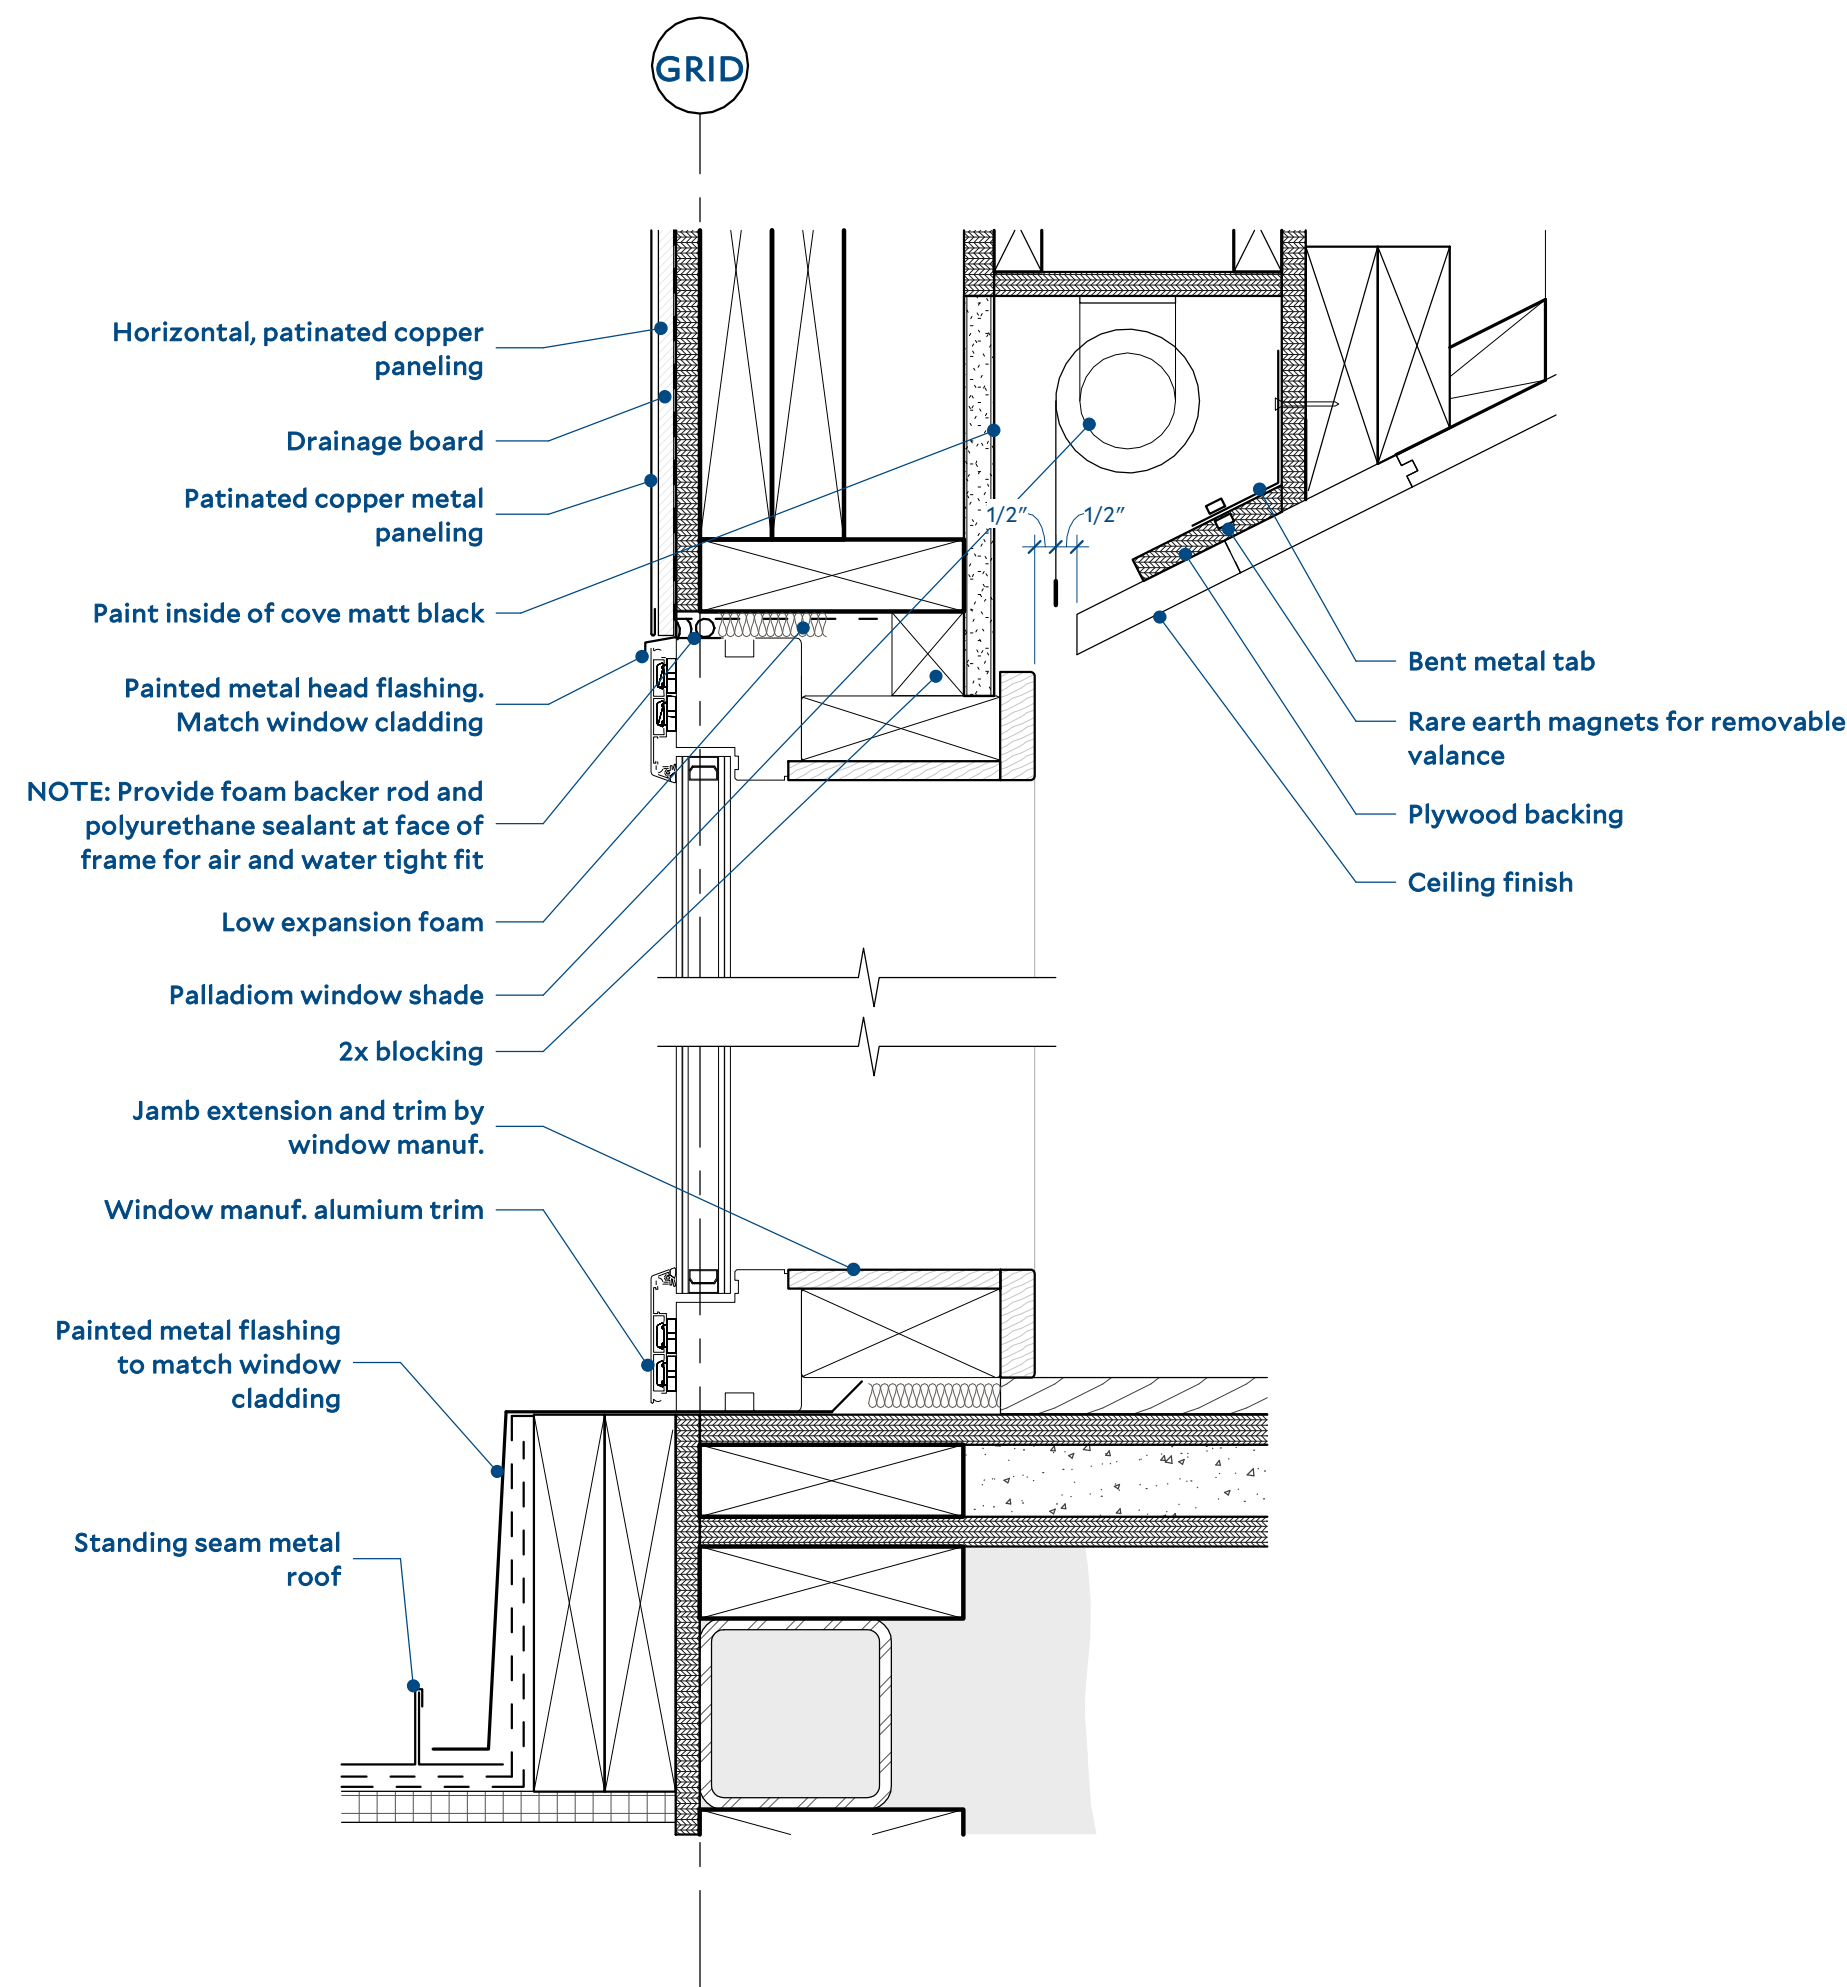 GRID
Horizontal, patinated copper
paneling
Drainage board
Patinated copper metal
paneling
1/2"
1/2"
Paint inside of cove matt black
Painted metal head flashing.
Match window cladding
NOTE: Provide foam backer rod and
polyurethane sealant at face of
frame for air and water tight fit
Low expansion foam
Palladiom window shade
2x blocking
Jamb extension and trim by
window manuf.
Window manuf. alumium trim
Painted metal flashing
to match window
cladding
Standing seam metal
roof
Bent metal tab
Rare earth magnets for removable
valance
Plywood backing
Ceiling finish